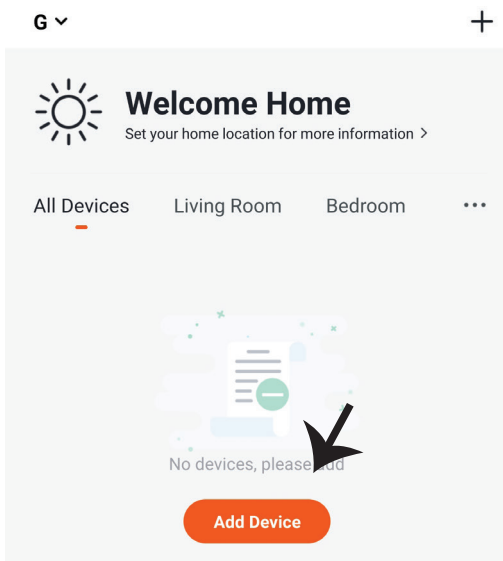 G
Welcome Home
Set your home location for more information >
All Devices Living Room Bedroom ...
No devices, please add
Add Device